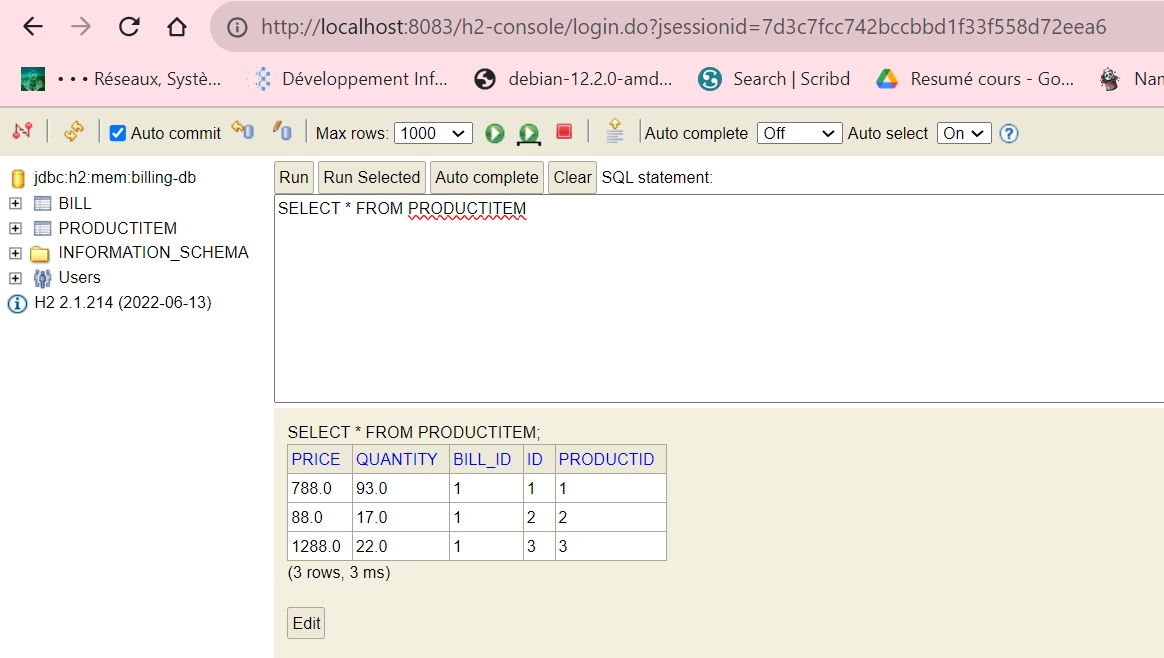 http://localhost:8083/h2-console/login.do?jsessionid=7d3c7fcc742bccbbd1f33f558d72eea6
• • • Réseaux, Systè... Développement Inf... debian-12.2.0-amd... Search | Scribd Resumé cours - Go... Nan
Auto commit Max rows: 1000 Auto complete Off Auto select On ?
jdbc:h2:mem:billing-db
BILL
PRODUCTITEM
INFORMATION_SCHEMA
Users
H2 2.1.214 (2022-06-13)
Run Run Selected Auto complete Clear SQL statement:
SELECT * FROM PRODUCTITEM
SELECT * FROM PRODUCTITEM;
PRICE QUANTITY BILL_ID ID PRODUCTID
788.0 93.0 1 1 1
88.0 17.0 1 2 2
1288.0 22.0 1 3 3
(3 rows, 3 ms)
Edit